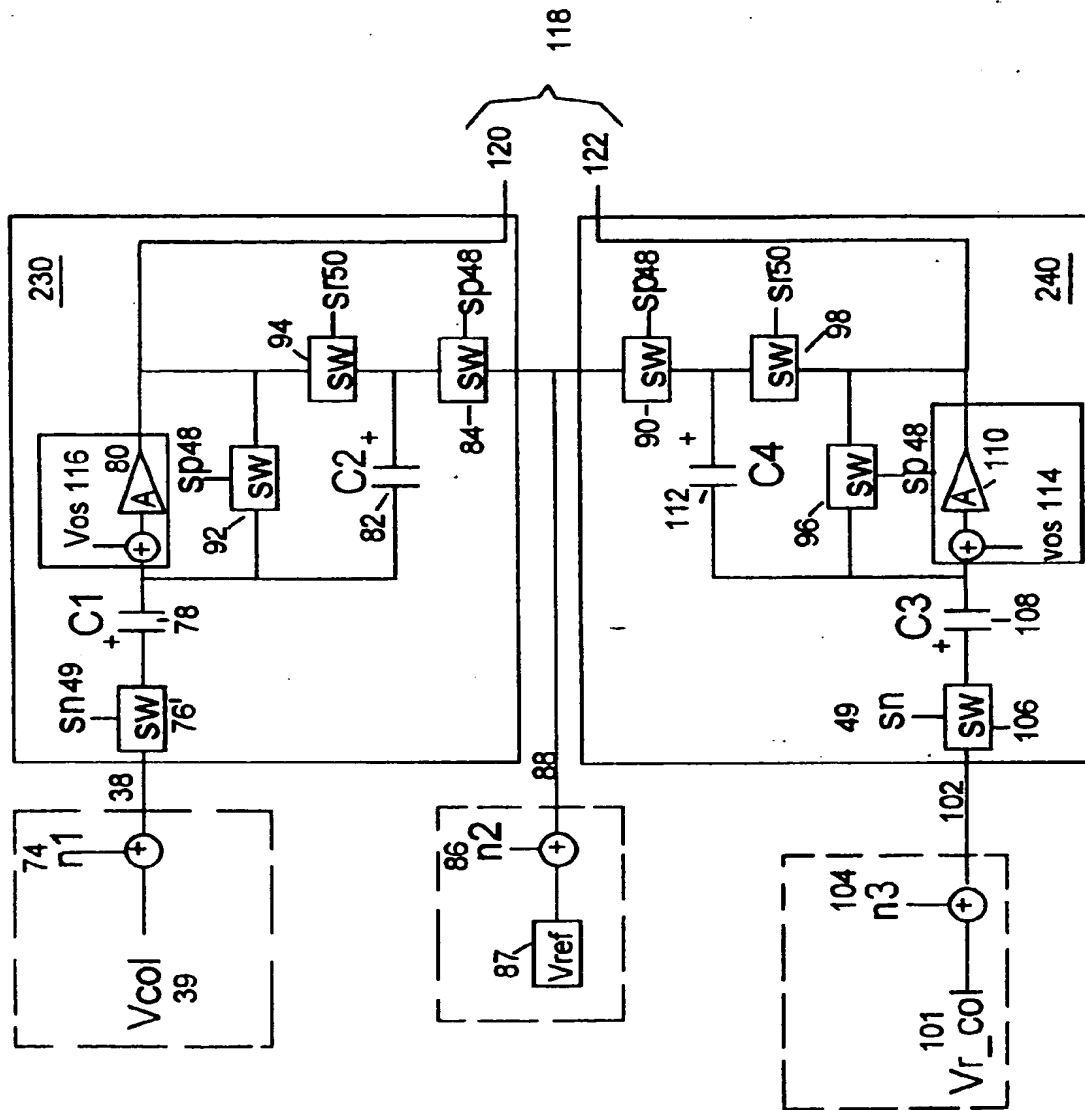 118
120
122
230
Vos 116
80
A
+
sp48
SW
92
94
SW
sr50
C2
+
82
SW
sp48
84
C1
+
78
sn49
SW
76'
38
74
n1
+
Vcol
39
88
86
n2
+
87
Vref
240
sp48
SW
90
sr50
SW
98
+
C4
112
sp 48
SW
96
A
110
+
vos 114
C3
+
108
49
sn
SW
106
102
104
n3
+
101
Vr_col